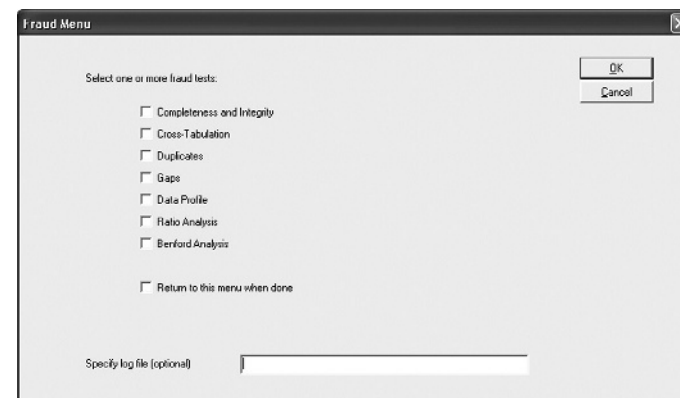 Fraud Menu
Select one or more fraud tests:
OK
Cancel
Completeness and Integrity
Cross-Tabulation
Duplicates
Gaps
Data Profile
Ratio Analysis
Benford Analysis
Return to this menu when done
Specify log file (optional)